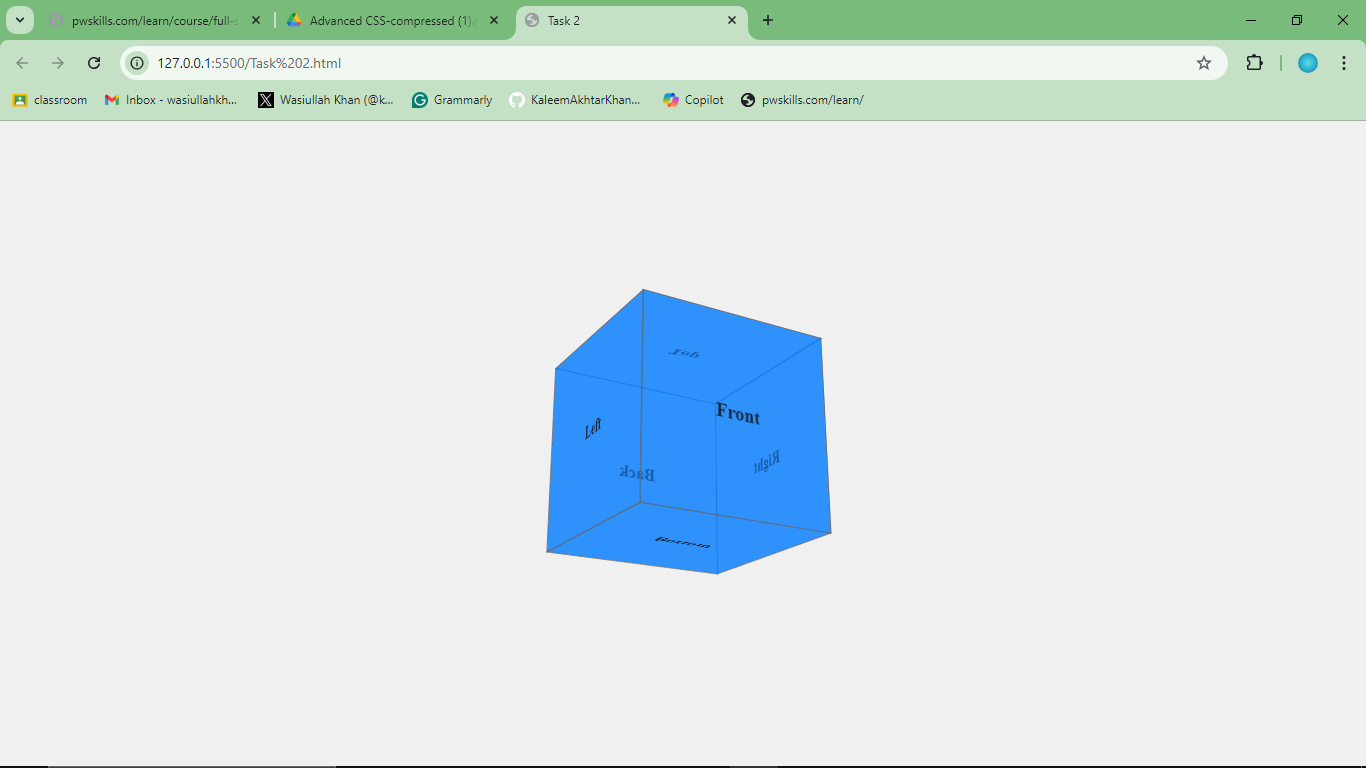 pwskills.com/learn/course/full-s
Advanced CSS-compressed (1).
Task 2
127.0.0.1:5500/Task%202.html
classroom
Inbox - wasiullahkh...
Wasiullah Khan (@k...
Grammarly
KaleemAkhtarKhan...
Copilot
pwskills.com/learn/
Top
Front
Left
Right
Back
Bottom